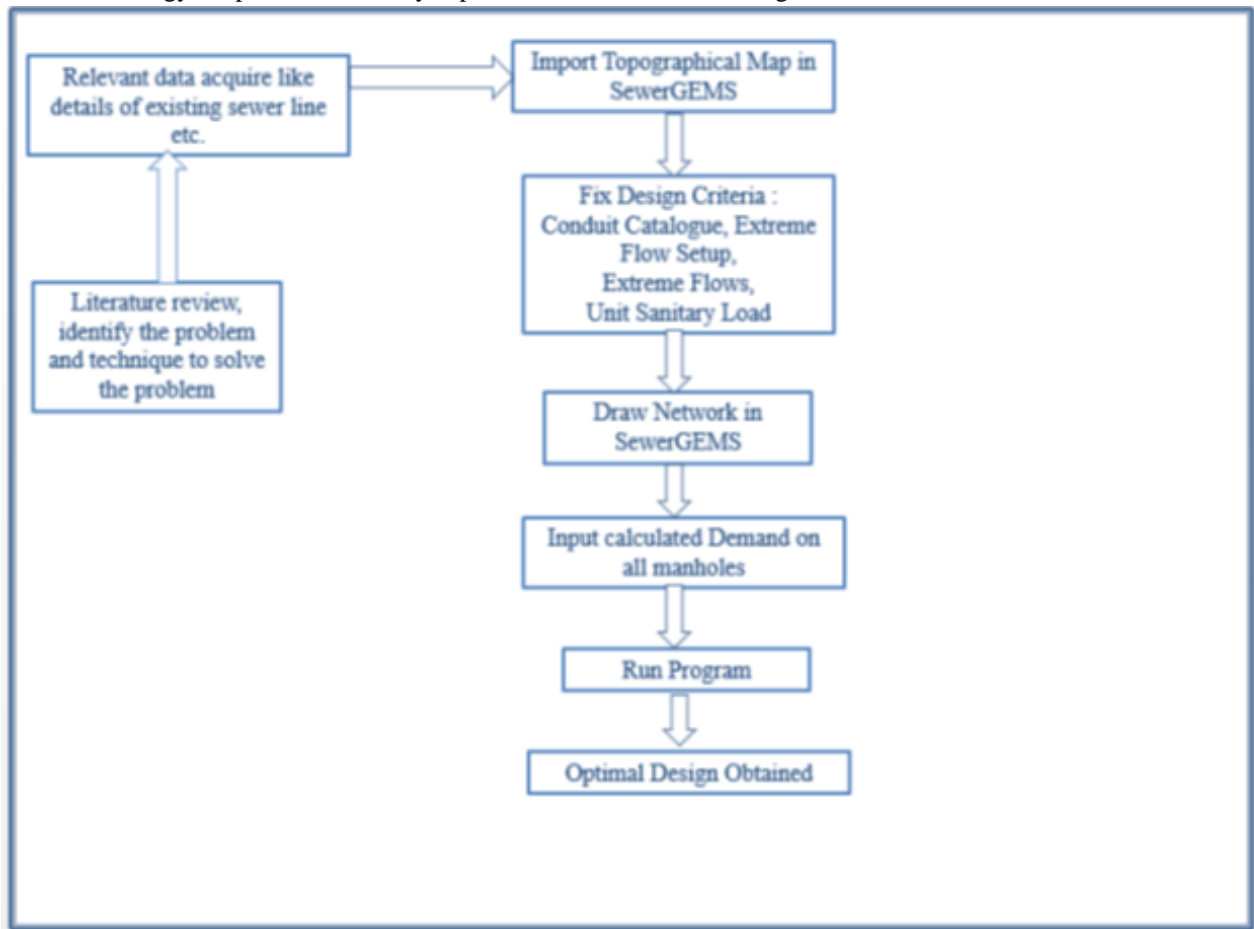 Relevant data acquire like
details of existing sewer line
etc.
Import Topographical Map in
SewerGEMS
Fix Design Criteria :
Conduit Catalogue, Extreme
Flow Setup,
Extreme Flows,
Unit Sanitary Load
Literature review,
identify the problem
and technique to solve
the problem
Draw Network in
SewerGEMS
Input calculated Demand on
all manholes
Run Program
Optimal Design Obtained